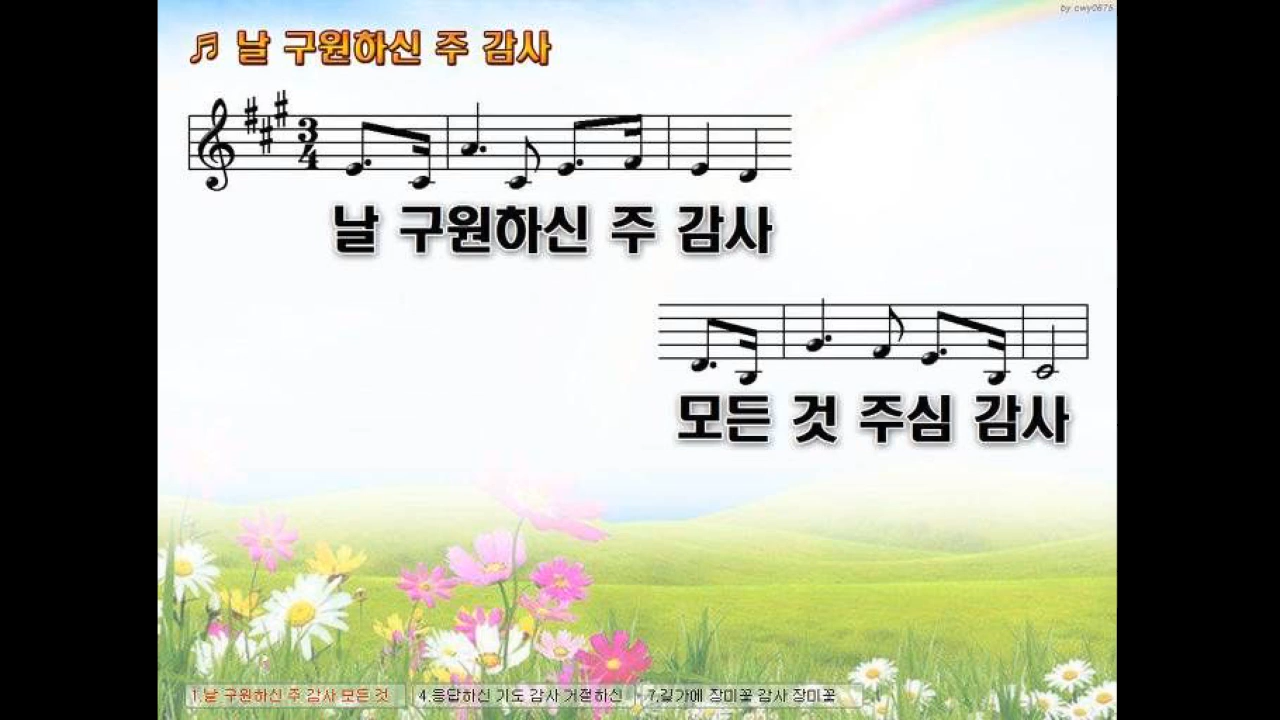 by cwy0675
♬ 날 구원하신 주 감사
3
4
날 구원하신 주 감사
모든 것 주심 감사
1.날 구원하신 주 감사 모든 것
4.응답하신 기도 감사 거절하신
7.길가에 장미꽃 감사 장미꽃